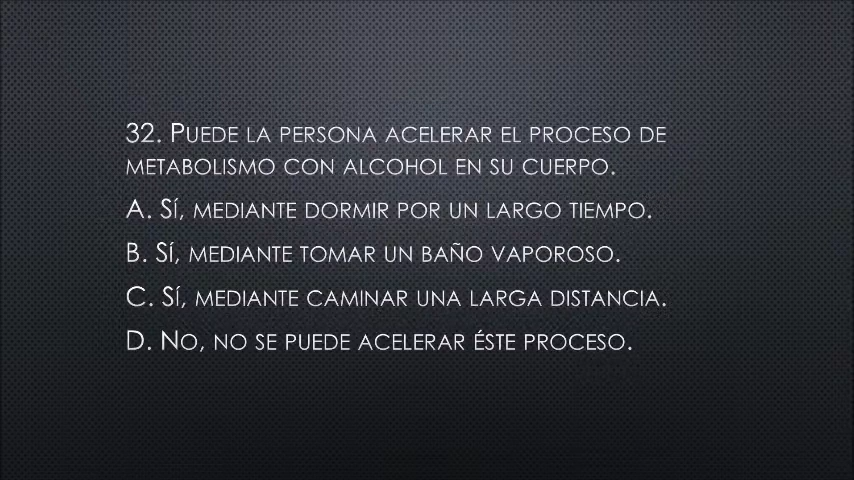 32. Puede la persona acelerar el proceso de
metabolismo con alcohol en su cuerpo.
A. Sí, mediante dormir por un largo tiempo.
B. Sí, mediante tomar un baño vaporoso.
C. Sí, mediante caminar una larga distancia.
D. No, no se puede acelerar éste proceso.